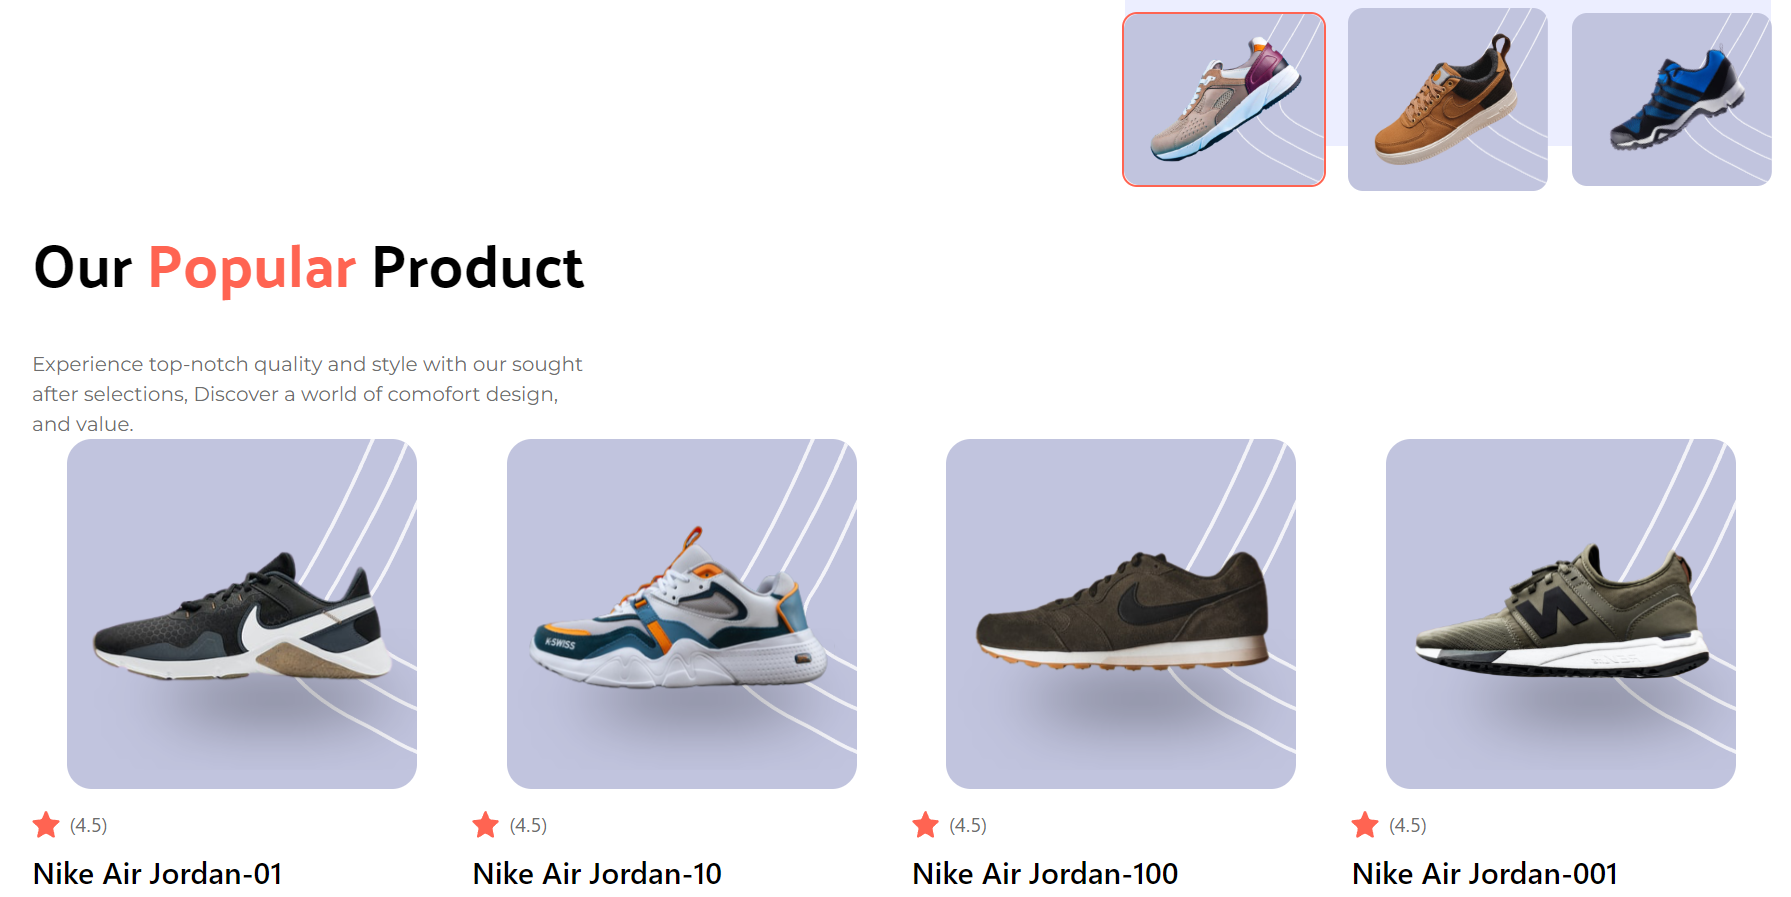 Our Popular Product
Experience top-notch quality and style with our sought
after selections, Discover a world of comofort design,
and value.
K-SWISS
(4.5)
(4.5)
(4.5)
(4.5)
Nike Air Jordan-01
Nike Air Jordan-10
Nike Air Jordan-100
Nike Air Jordan-001